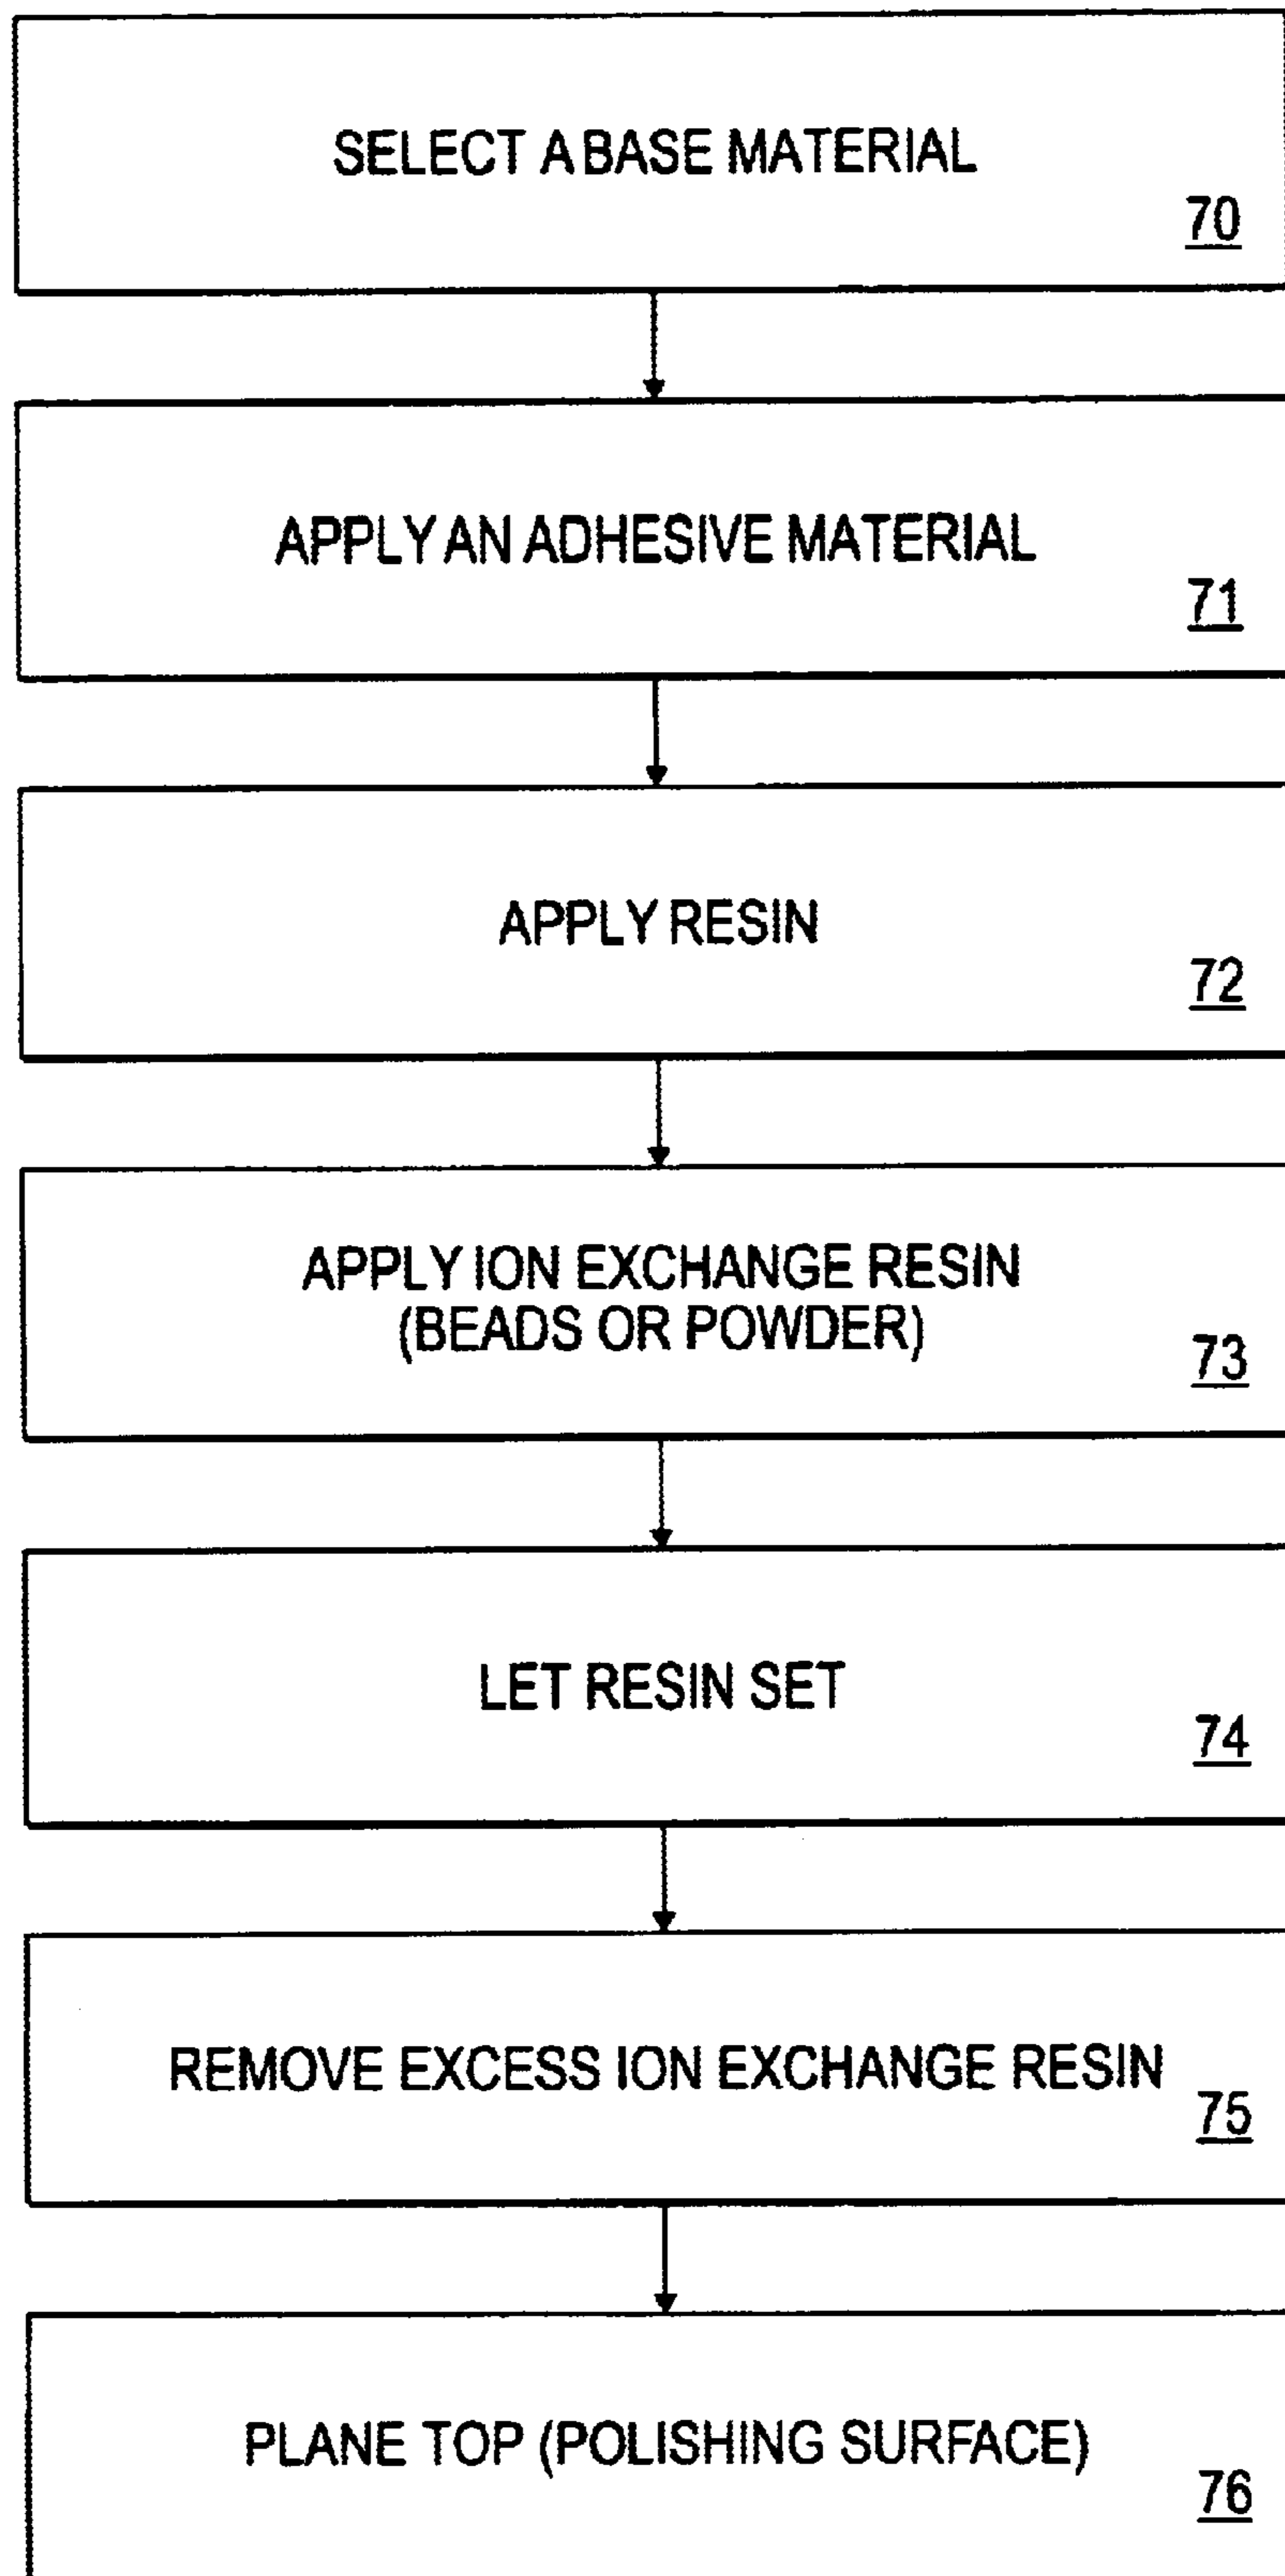 SELECT A BASE MATERIAL
70
APPLY AN ADHESIVE MATERIAL
71
APPLY RESIN
72
APPLY ION EXCHANGE RESIN
(BEADS OR POWDER)
73
LET RESIN SET
74
REMOVE EXCESS ION EXCHANGE RESIN
75
PLANE TOP (POLISHING SURFACE)
76